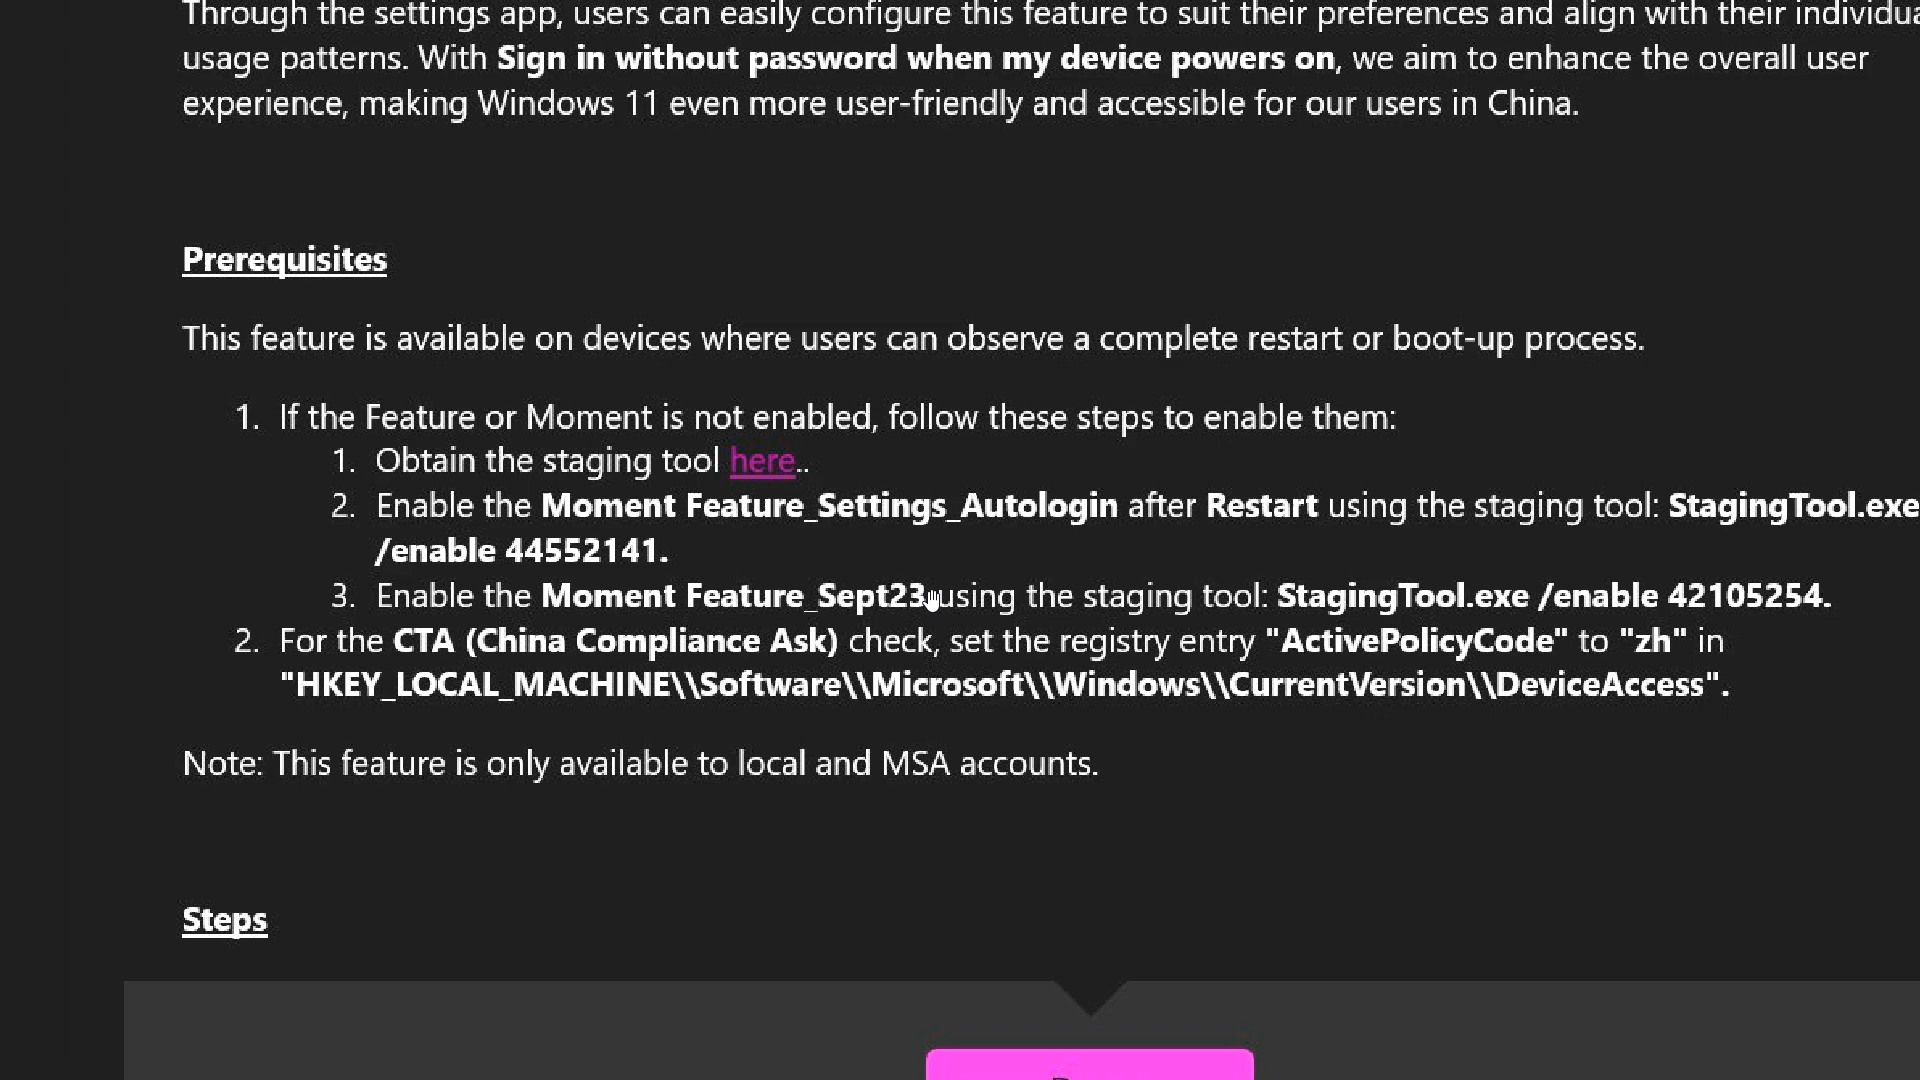 Through the settings app, users can easily configure this feature to suit their preferences and align with their
usage patterns. With Sign in without password when my device powers on, we aim to enhance the overall user
experience, making Windows 11 even more user-friendly and accessible for our users in China.
Prerequisites
This feature is available on devices where users can observe a complete restart or boot-up process.
1. If the Feature or Moment is not enabled, follow these steps to enable them:
1. Obtain the staging tool here..
2. Enable the Moment Feature_Settings_Autologin after Restart using the staging tool: StagingTool.exe
/enable 44552141.
3. Enable the Moment Feature_Sept23 using the staging tool: StagingTool.exe /enable 42105254.
2. For the CTA (China Compliance Ask) check, set the registry entry "ActivePolicyCode" to "zh" in
"HKEY_LOCAL_MACHINE\\Software\\Microsoft\\Windows\\CurrentVersion\\DeviceAccess".
Note: This feature is only available to local and MSA accounts.
Steps